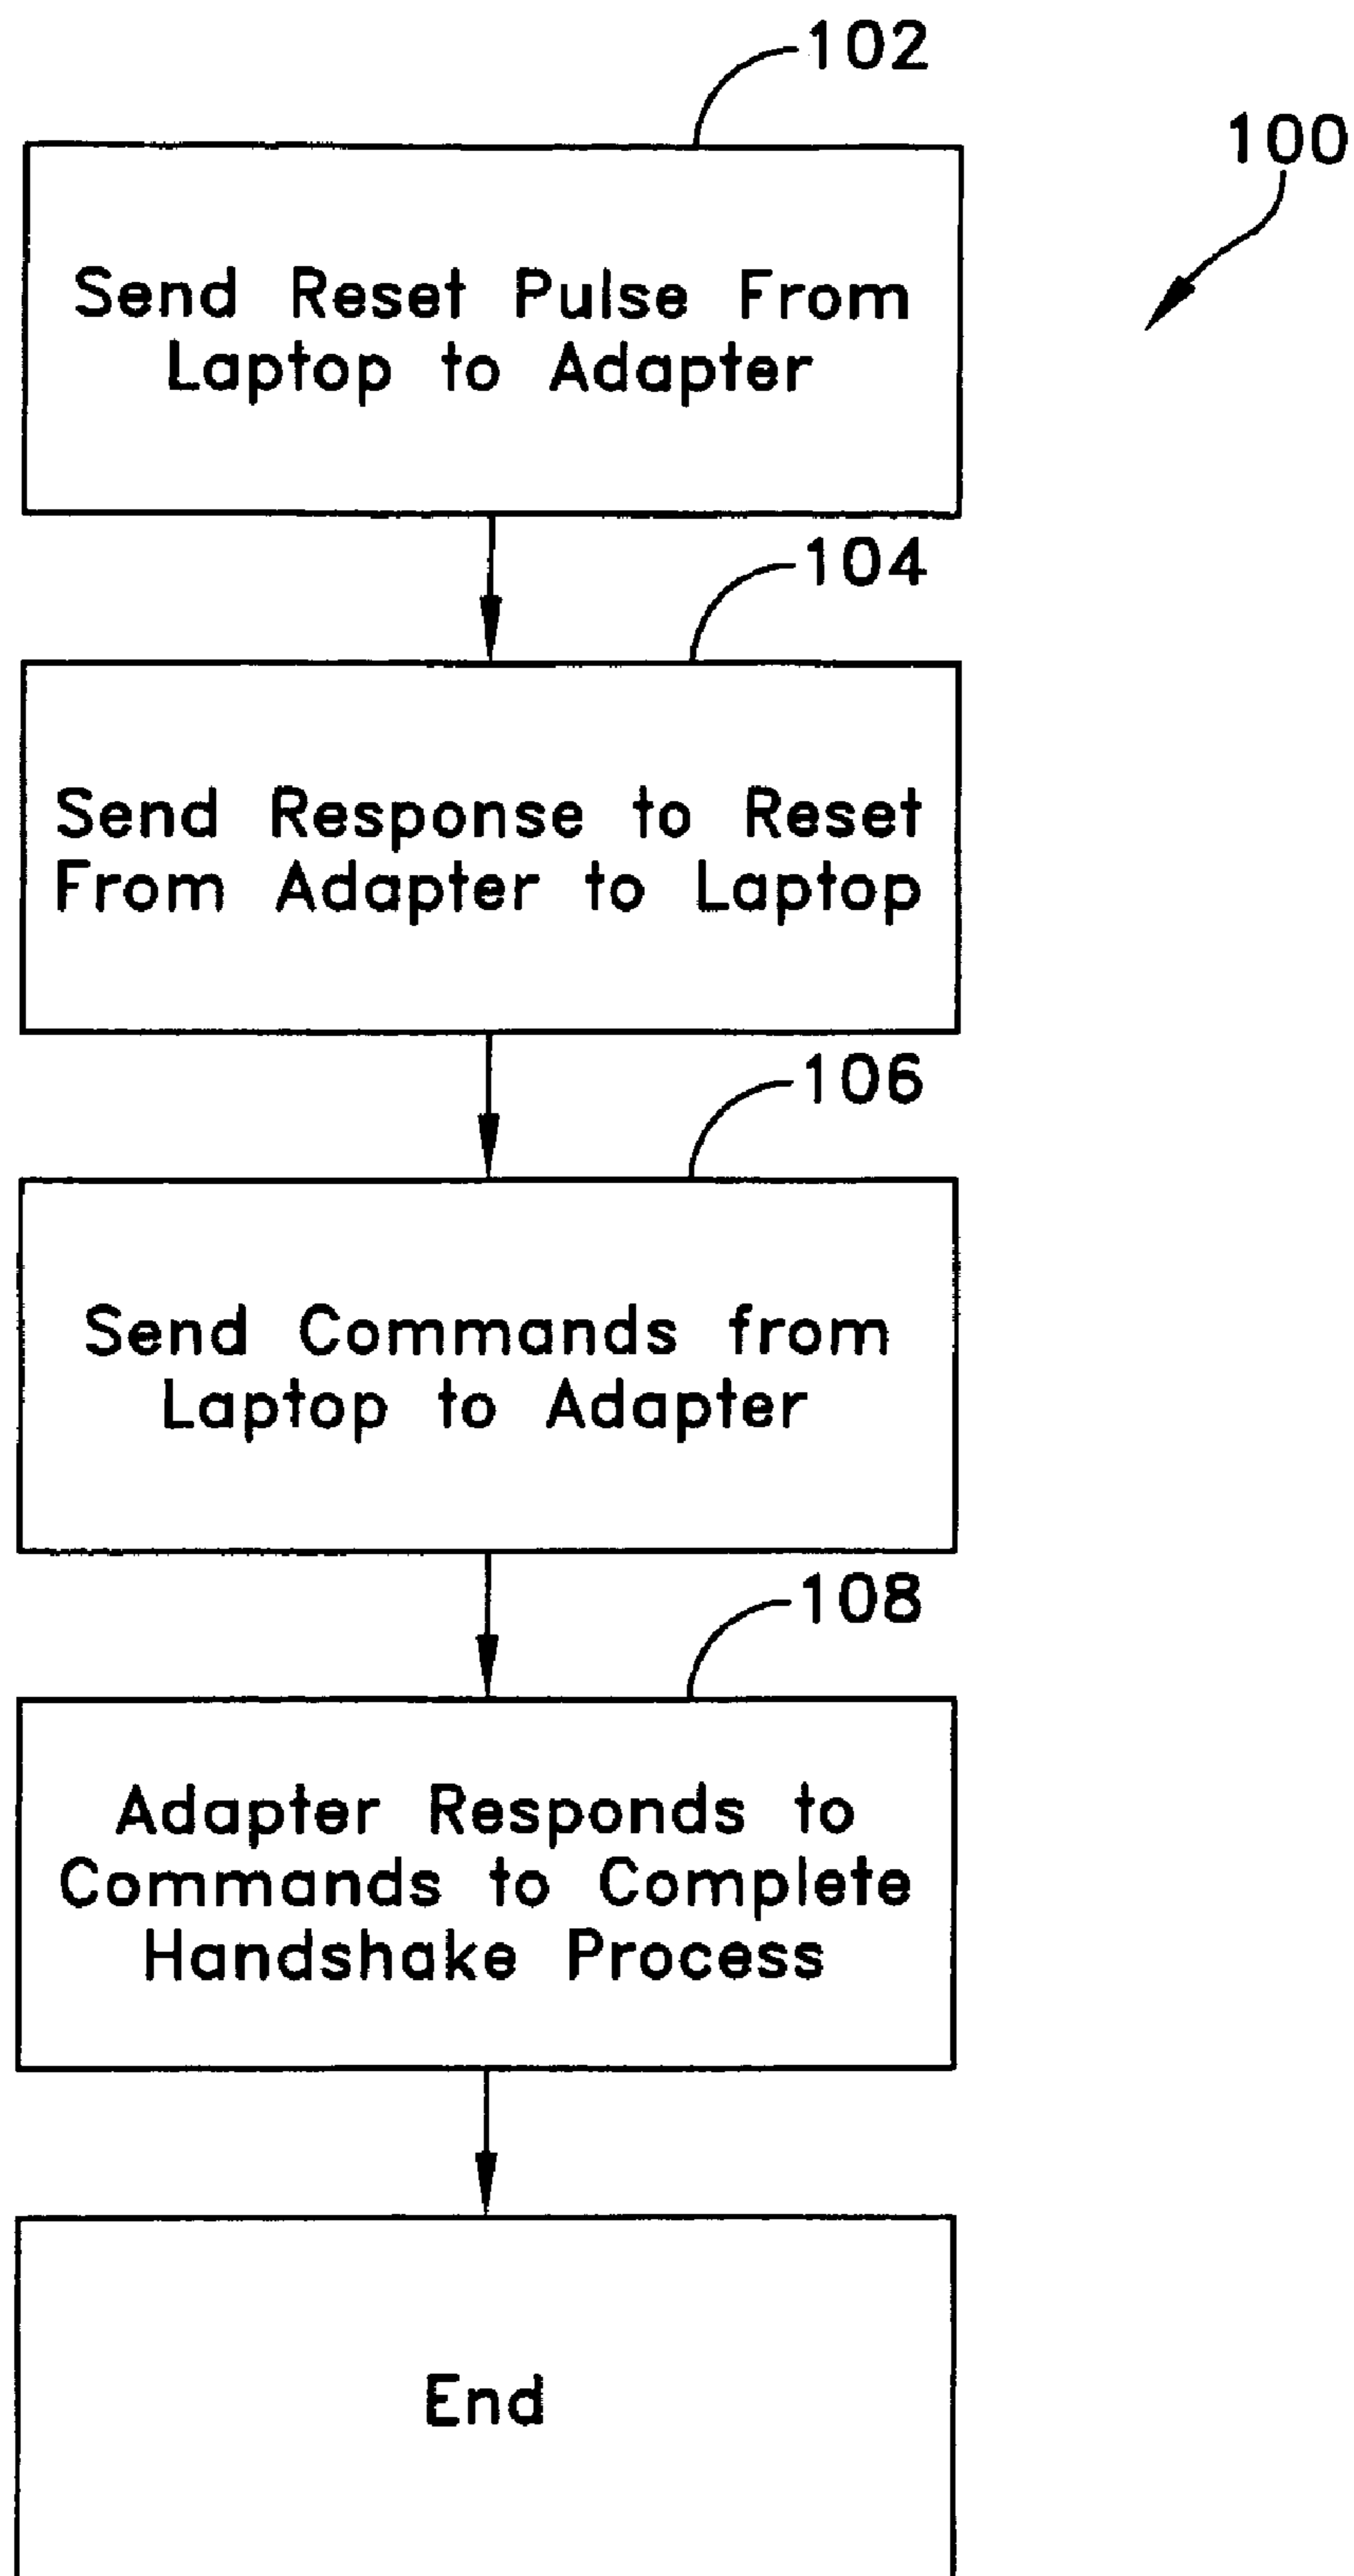 102
100
Send Reset Pulse From
Laptop to Adapter
104
Send Response to Reset
From Adapter to Laptop
106
Send Commands from
Laptop to Adapter
108
Adapter Responds to
Commands to Complete
Handshake Process
End